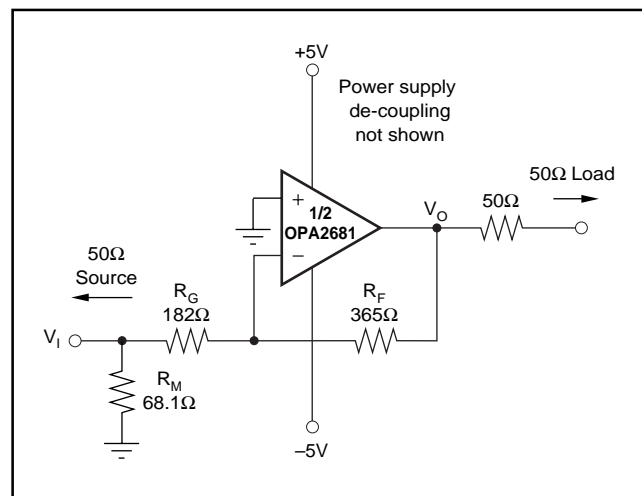 +5V
Power supply
de-coupling
not shown
50Ω Load
50Ω
V_O
+
1/2
OPA2681
–
50Ω
Source
R_G
182Ω
R_F
365Ω
V_I
R_M
68.1Ω
–5V